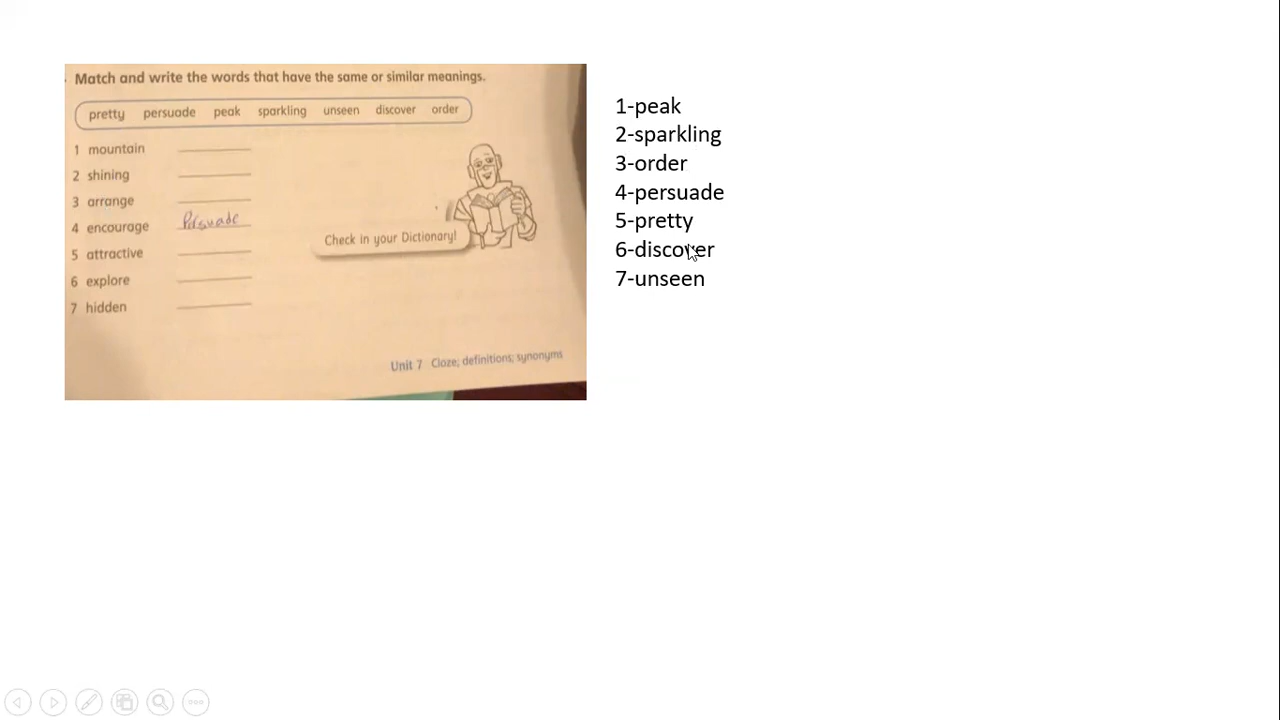 Match and write the words that have the same or similar meanings.
pretty persuade peak sparkling unseen discover order
1 mountain
2 shining
3 arrange
4 encourage Persuade
5 attractive
6 explore
7 hidden
Check in your Dictionary!
Unit 7 Cloze; definitions; synonyms
1-peak
2-sparkling
3-order
4-persuade
5-pretty
6-discover
7-unseen